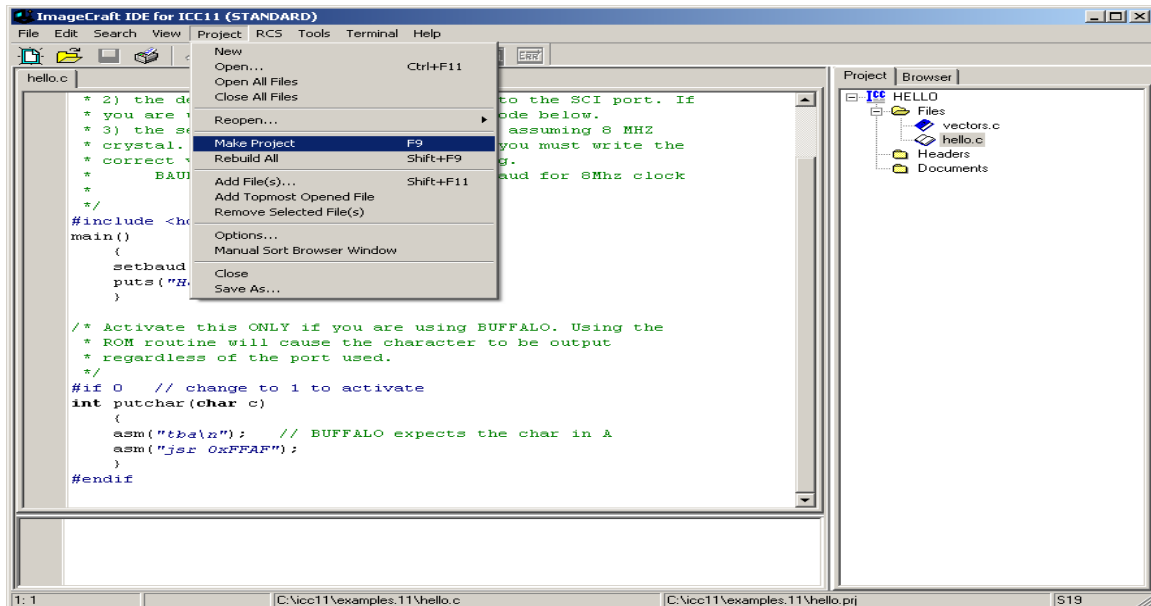 ImageCraft IDE for ICC11 (STANDARD)
File Edit Search View Project RCS Tools Terminal Help
New
Open... Ctrl+F11
Open All Files
Close All Files
Reopen...
Make Project F9
Rebuild All Shift+F9
Add File(s)... Shift+F11
Add Topmost Opened File
Remove Selected File(s)
Options...
Manual Sort Browser Window
Close
Save As...
ERR
hello.c
* 2) the de to the SCI port. If
* you are ode below.
* 3) the se assuming 8 MHZ
* crystal. you must write the
* correct g.
* BAU aud for 8Mhz clock
*
*/
#include <ho
main()
{
setbaud
puts("H
}
/* Activate this ONLY if you are using BUFFALO. Using the
* ROM routine will cause the character to be output
* regardless of the port used.
*/
#if 0 // change to 1 to activate
int putchar(char c)
{
asm("tba\n"); // BUFFALO expects the char in A
asm("jsr 0xFFAF");
}
#endif
Project Browser
ICC HELLO
Files
vectors.c
hello.c
Headers
Documents
1: 1 C:\icc11\examples.11\hello.c C:\icc11\examples.11\hello.prj S19